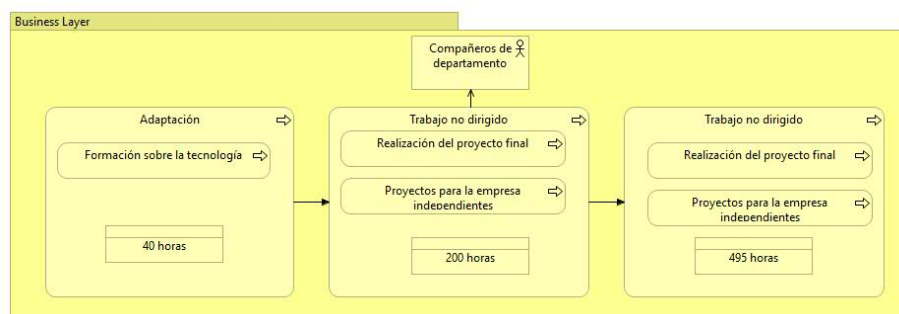 Business Layer
Compañeros de
departamento
Adaptación
Formación sobre la tecnología
40 horas
Trabajo no dirigido
Realización del proyecto final
Proyectos para la empresa
independientes
200 horas
Trabajo no dirigido
Realización del proyecto final
Proyectos para la empresa
independientes
495 horas